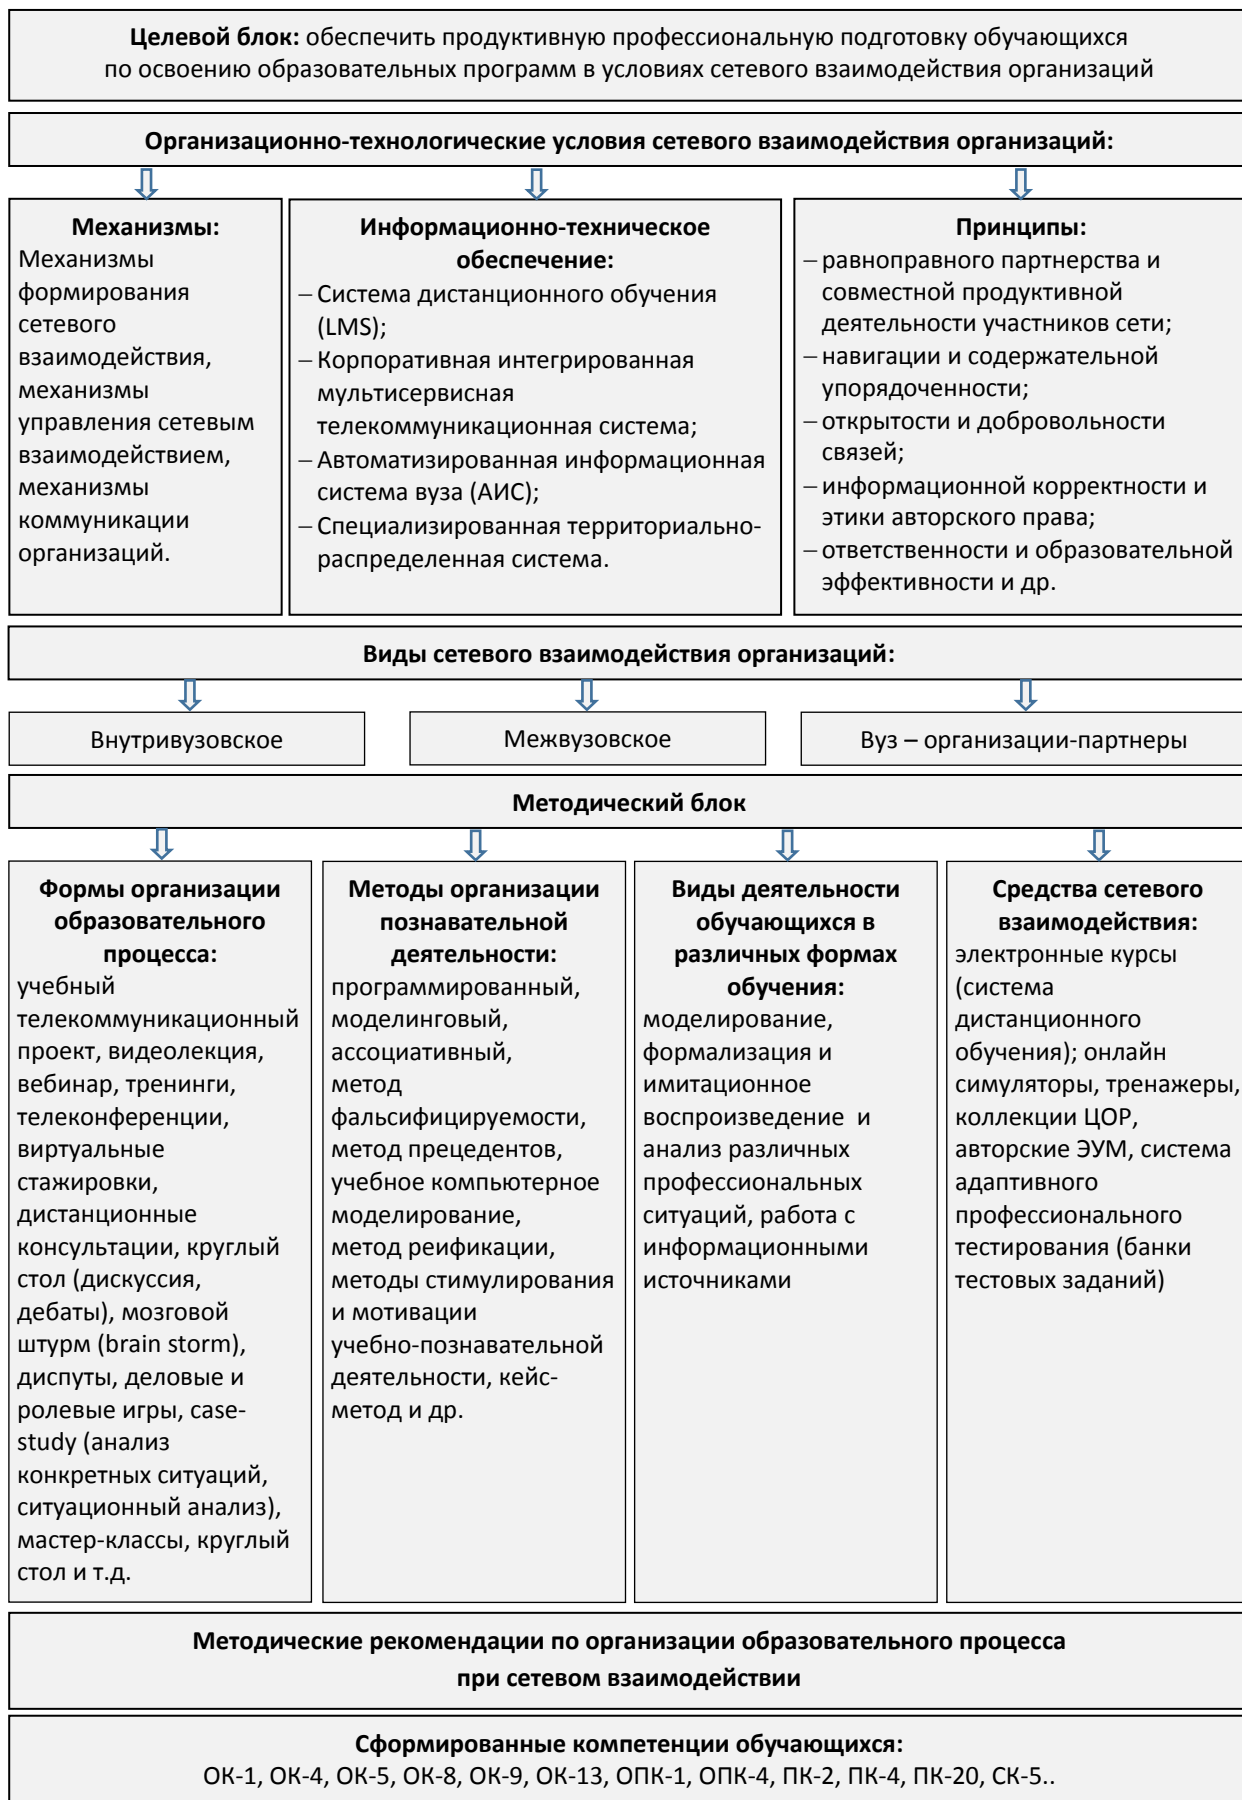 Целевой блок: обеспечить продуктивную профессиональную подготовку обучающихся
по освоению образовательных программ в условиях сетевого взаимодействия организаций
Организационно-технологические условия сетевого взаимодействия организаций:
Механизмы:
Механизмы
формирования
сетевого
взаимодействия,
механизмы
управления сетевым
взаимодействием,
механизмы
коммуникации
организаций.
Информационно-техническое
обеспечение:
– Система дистанционного обучения
(LMS);
– Корпоративная интегрированная
мультисервисная
телекоммуникационная система;
– Автоматизированная информационная
система вуза (АИС);
– Специализированная территориально-
распределенная система.
Принципы:
– равноправного партнерства и
совместной продуктивной
деятельности участников сети;
– навигации и содержательной
упорядоченности;
– открытости и добровольности
связей;
– информационной корректности и
этики авторского права;
– ответственности и образовательной
эффективности и др.
Виды сетевого взаимодействия организаций:
Внутривузовское
Межвузовское
Вуз – организации-партнеры
Методический блок
Формы организации
образовательного
процесса:
учебный
телекоммуникационный
проект, видеолекция,
вебинар, тренинги,
телеконференции,
виртуальные
стажировки,
дистанционные
консультации, круглый
стол (дискуссия,
дебаты), мозговой
штурм (brain storm),
диспуты, деловые и
ролевые игры, case-
study (анализ
конкретных ситуаций,
ситуационный анализ),
мастер-классы, круглый
стол и т.д.
Методы организации
познавательной
деятельности:
программированный,
моделинговый,
ассоциативный,
метод
фальсифицируемости,
метод прецедентов,
учебное компьютерное
моделирование,
метод реификации,
методы стимулирования
и мотивации
учебно-познавательной
деятельности, кейс-
метод и др.
Виды деятельности
обучающихся в
различных формах
обучения:
моделирование,
формализация и
имитационное
воспроизведение и
анализ различных
профессиональных
ситуаций, работа с
информационными
источниками
Средства сетевого
взаимодействия:
электронные курсы
(система
дистанционного
обучения); онлайн
симуляторы, тренажеры,
коллекции ЦОР,
авторские ЭУМ, система
адаптивного
профессионального
тестирования (банки
тестовых заданий)
Методические рекомендации по организации образовательного процесса
при сетевом взаимодействии
Сформированные компетенции обучающихся:
ОК-1, ОК-4, ОК-5, ОК-8, ОК-9, ОК-13, ОПК-1, ОПК-4, ПК-2, ПК-4, ПК-20, СК-5..